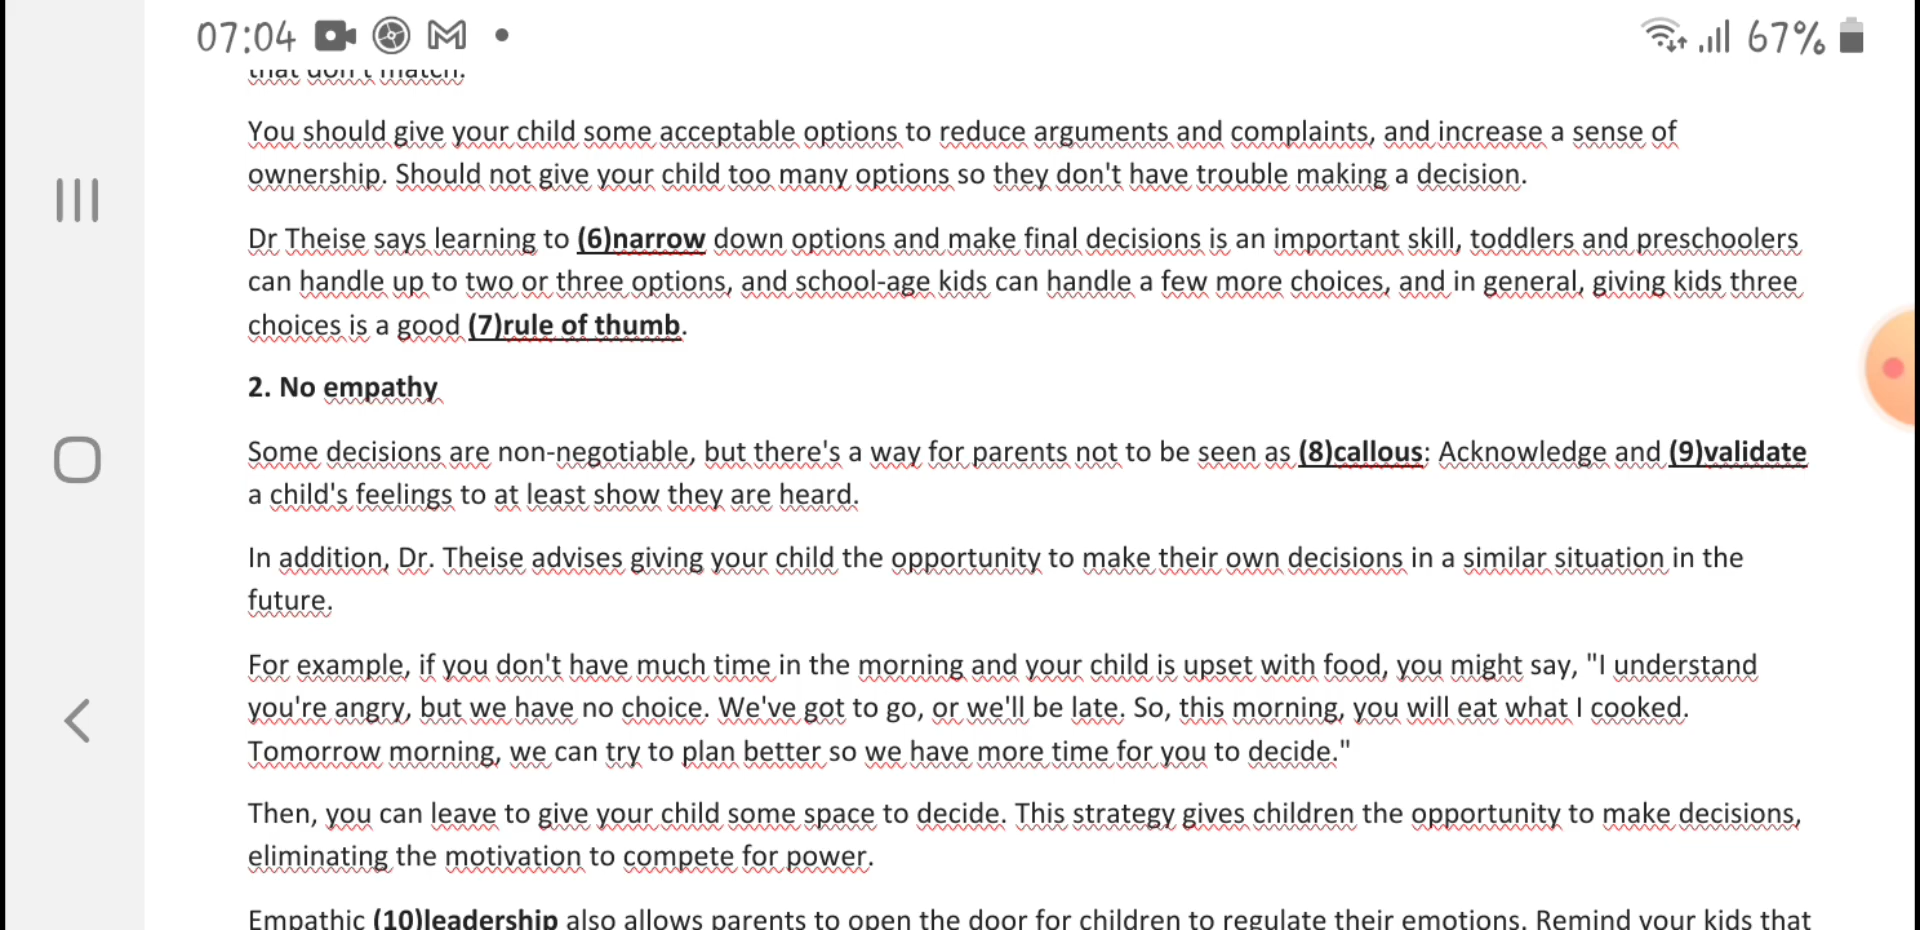 07:04 67%
that don't match.
You should give your child some acceptable options to reduce arguments and complaints, and increase a sense of
ownership. Should not give your child too many options so they don't have trouble making a decision.
Dr Theise says learning to (6)narrow down options and make final decisions is an important skill, toddlers and preschoolers
can handle up to two or three options, and school-age kids can handle a few more choices, and in general, giving kids three
choices is a good (7)rule of thumb.
2. No empathy
Some decisions are non-negotiable, but there's a way for parents not to be seen as (8)callous: Acknowledge and (9)validate
a child's feelings to at least show they are heard.
In addition, Dr. Theise advises giving your child the opportunity to make their own decisions in a similar situation in the
future.
For example, if you don't have much time in the morning and your child is upset with food, you might say, "I understand
you're angry, but we have no choice. We've got to go, or we'll be late. So, this morning, you will eat what I cooked.
Tomorrow morning, we can try to plan better so we have more time for you to decide."
Then, you can leave to give your child some space to decide. This strategy gives children the opportunity to make decisions,
eliminating the motivation to compete for power.
Empathic (10)leadership also allows parents to open the door for children to regulate their emotions. Remind your kids that